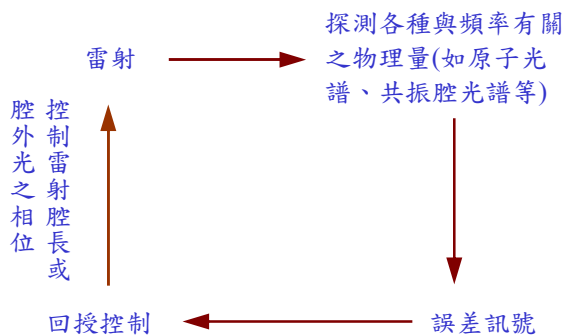 雷射
探測各種與頻率有關
之物理量(如原子光
譜、共振腔光譜等)
控制雷射腔長或
腔外光之相位
回授控制
誤差訊號